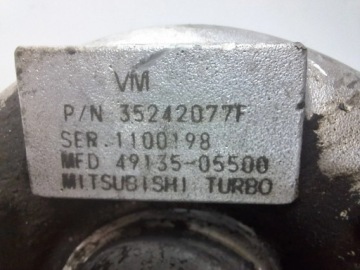 VM
P/N 35242077F
SER.1100198
MFD 49135-05500
MITSUBISHI TURBO